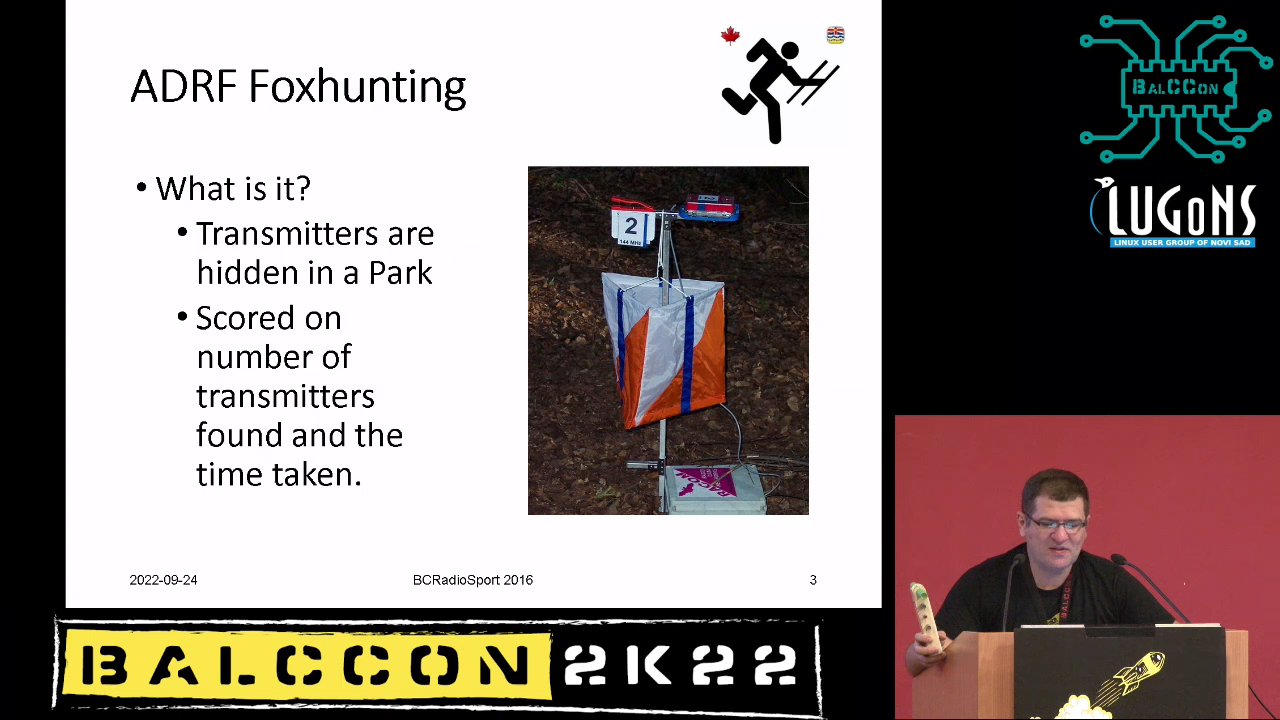 ADRF Foxhunting
• What is it?
• Transmitters are
hidden in a Park
• Scored on
number of
transmitters
found and the
time taken.
2
144 MHz
BALCON
2022-09-24
BCRadioSport 2016
3
BALCCON 2K22
BALCCON
LUGONS
LINUX USER GROUP OF NOVI SAD